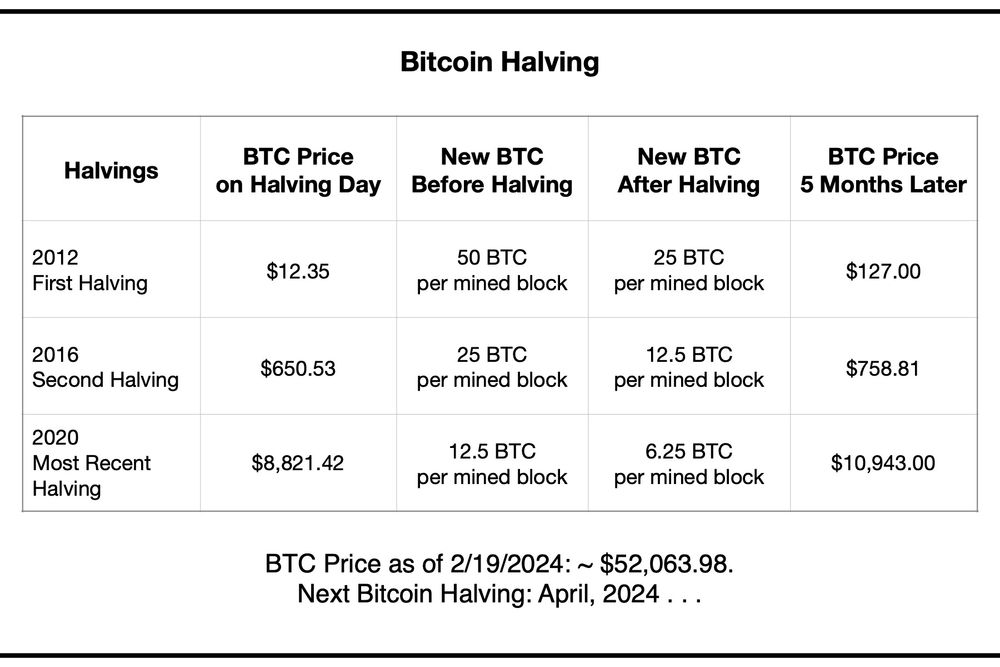 Bitcoin Halving
Halvings
BTC Price
on Halving Day
New BTC
Before Halving
New BTC
After Halving
BTC Price
5 Months Later
2012
First Halving
$12.35
50 BTC
per mined block
25 BTC
per mined block
$127.00
2016
Second Halving
$650.53
25 BTC
per mined block
12.5 BTC
per mined block
$758.81
2020
Most Recent
Halving
$8,821.42
12.5 BTC
per mined block
6.25 BTC
per mined block
$10,943.00
BTC Price as of 2/19/2024: ~ $52,063.98.
Next Bitcoin Halving: April, 2024 . . .